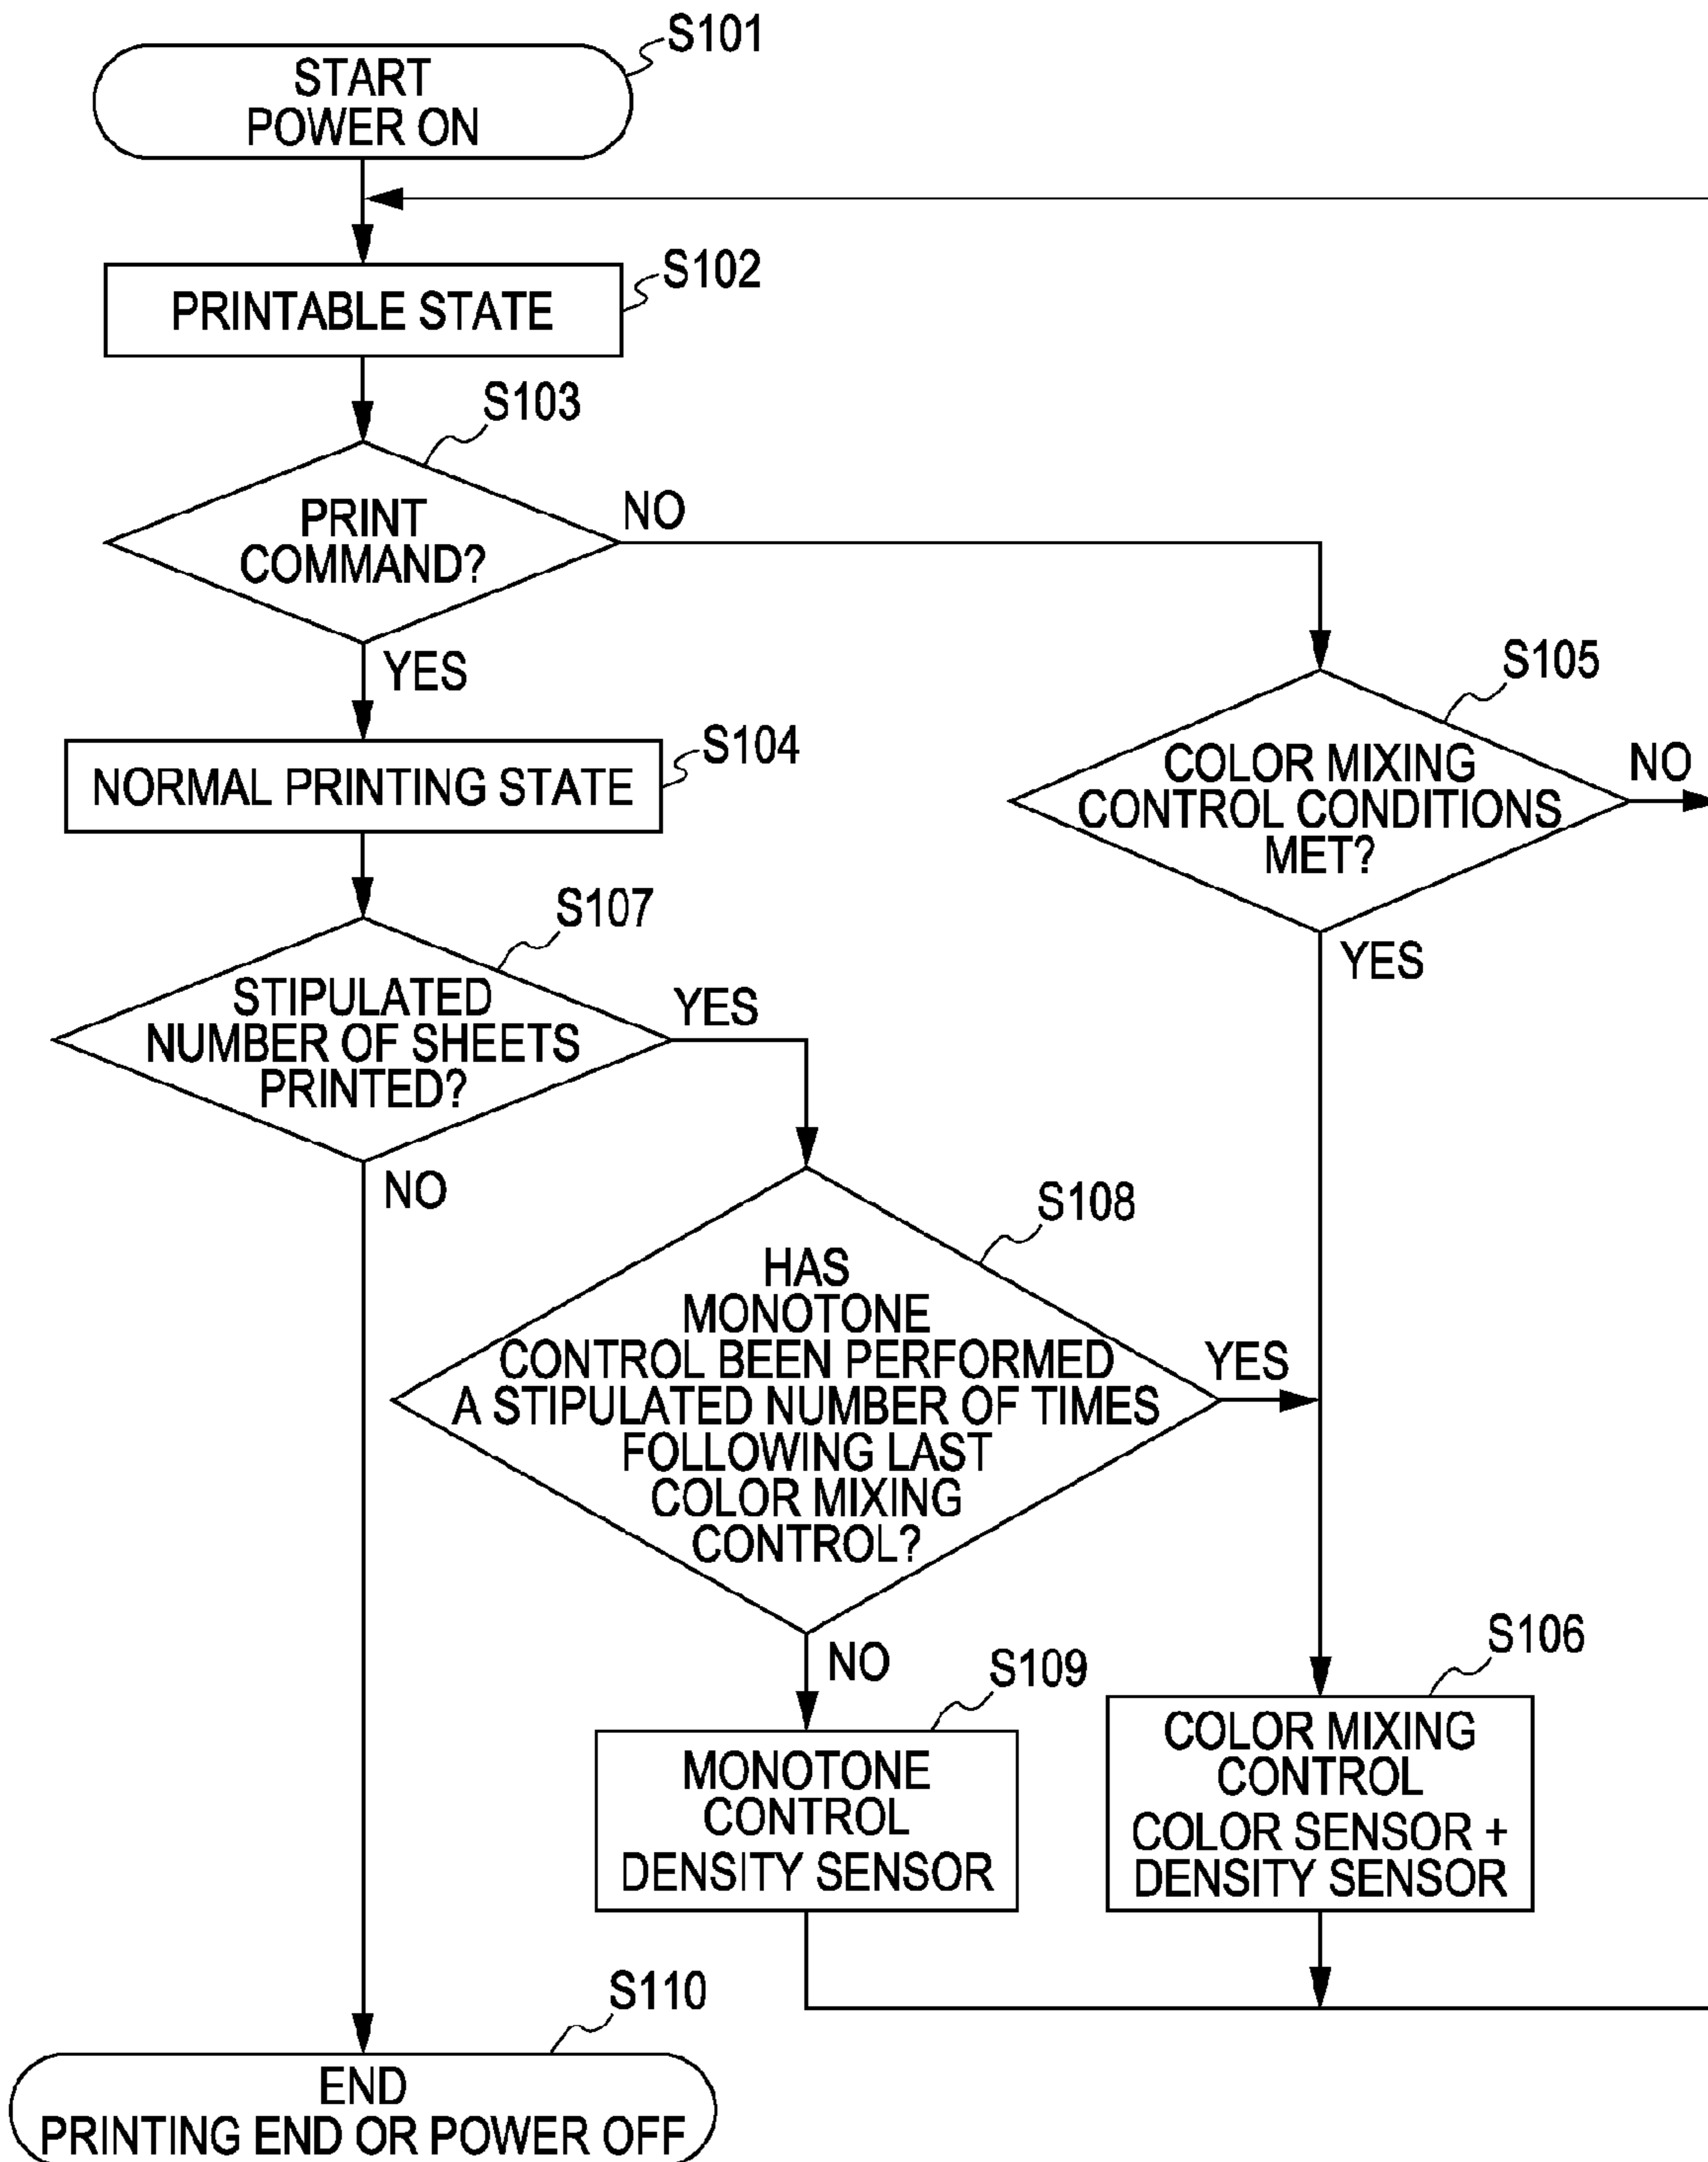 S101
START
POWER ON
S102
PRINTABLE STATE
S103
PRINT
COMMAND?
NO
YES
S104
NORMAL PRINTING STATE
S105
COLOR MIXING
CONTROL CONDITIONS
MET?
NO
YES
S107
STIPULATED
NUMBER OF SHEETS
PRINTED?
YES
NO
S108
HAS
MONOTONE
CONTROL BEEN PERFORMED
A STIPULATED NUMBER OF TIMES
FOLLOWING LAST
COLOR MIXING
CONTROL?
YES
NO
S109
MONOTONE
CONTROL
DENSITY SENSOR
S106
COLOR MIXING
CONTROL
COLOR SENSOR +
DENSITY SENSOR
S110
END
PRINTING END OR POWER OFF